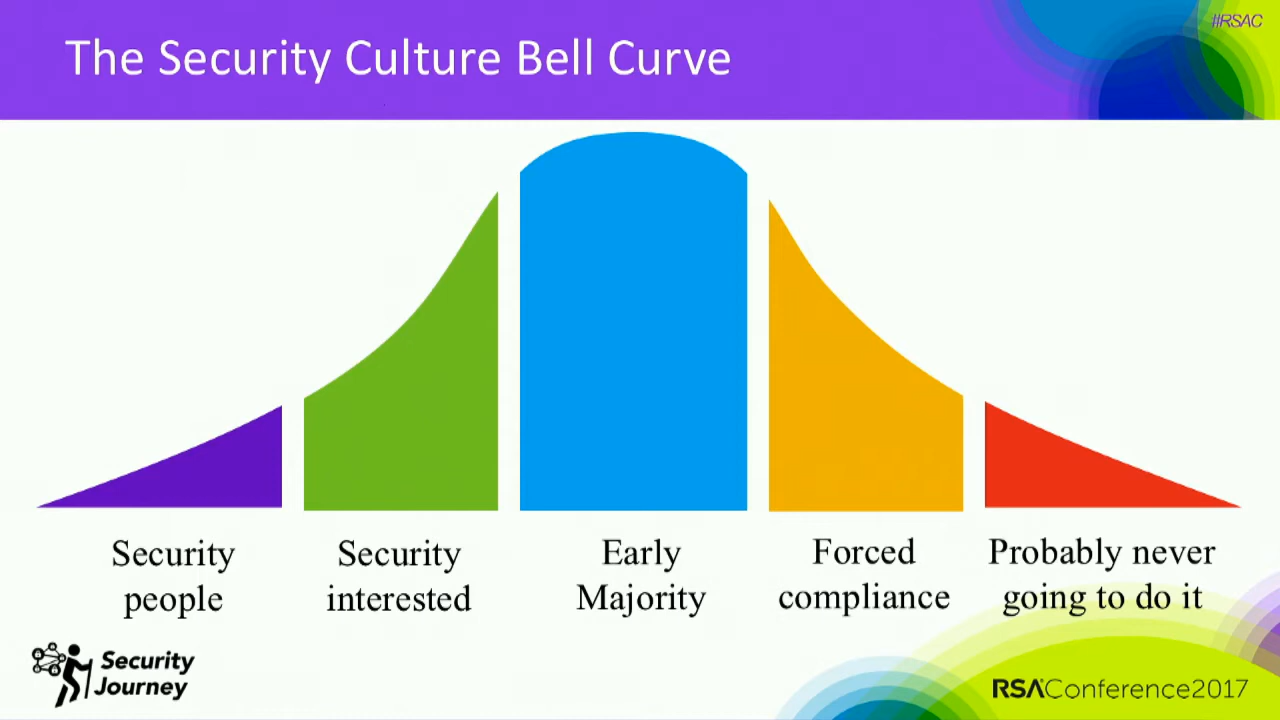 #RSAC
The Security Culture Bell Curve
Security
people
Security
interested
Early
Majority
Forced
compliance
Probably never
going to do it
Security
Journey
RSAConference2017